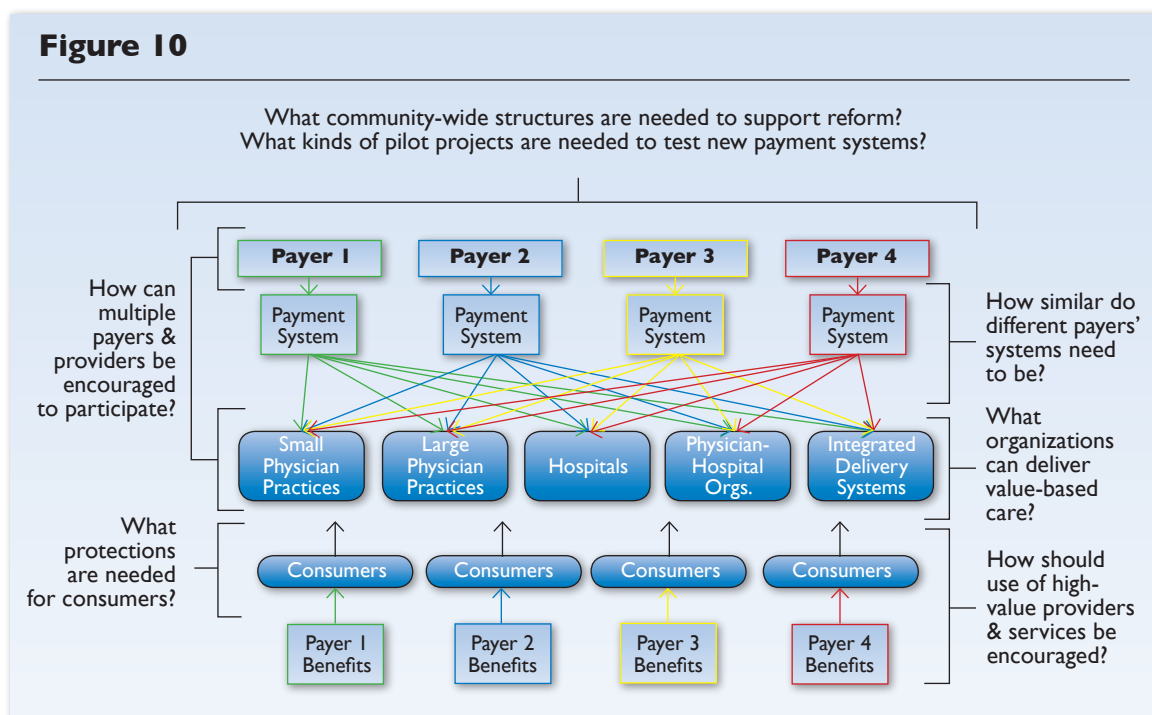 Figure 10
What community-wide structures are needed to support reform?
What kinds of pilot projects are needed to test new payment systems?
Payer 1
Payer 2
Payer 3
Payer 4
How can
multiple
payers &
providers be
encouraged
to participate?
Payment
System
Payment
System
Payment
System
Payment
System
How similar do
different payers'
systems need
to be?
Small
Physician
Practices
Large
Physician
Practices
Hospitals
Physician-
Hospital
Orgs.
Integrated
Delivery
Systems
What
organizations
can deliver
value-based
care?
What
protections
are needed
for consumers?
Consumers
Consumers
Consumers
Consumers
How should
use of high-
value providers
& services be
encouraged?
Payer 1
Benefits
Payer 2
Benefits
Payer 3
Benefits
Payer 4
Benefits